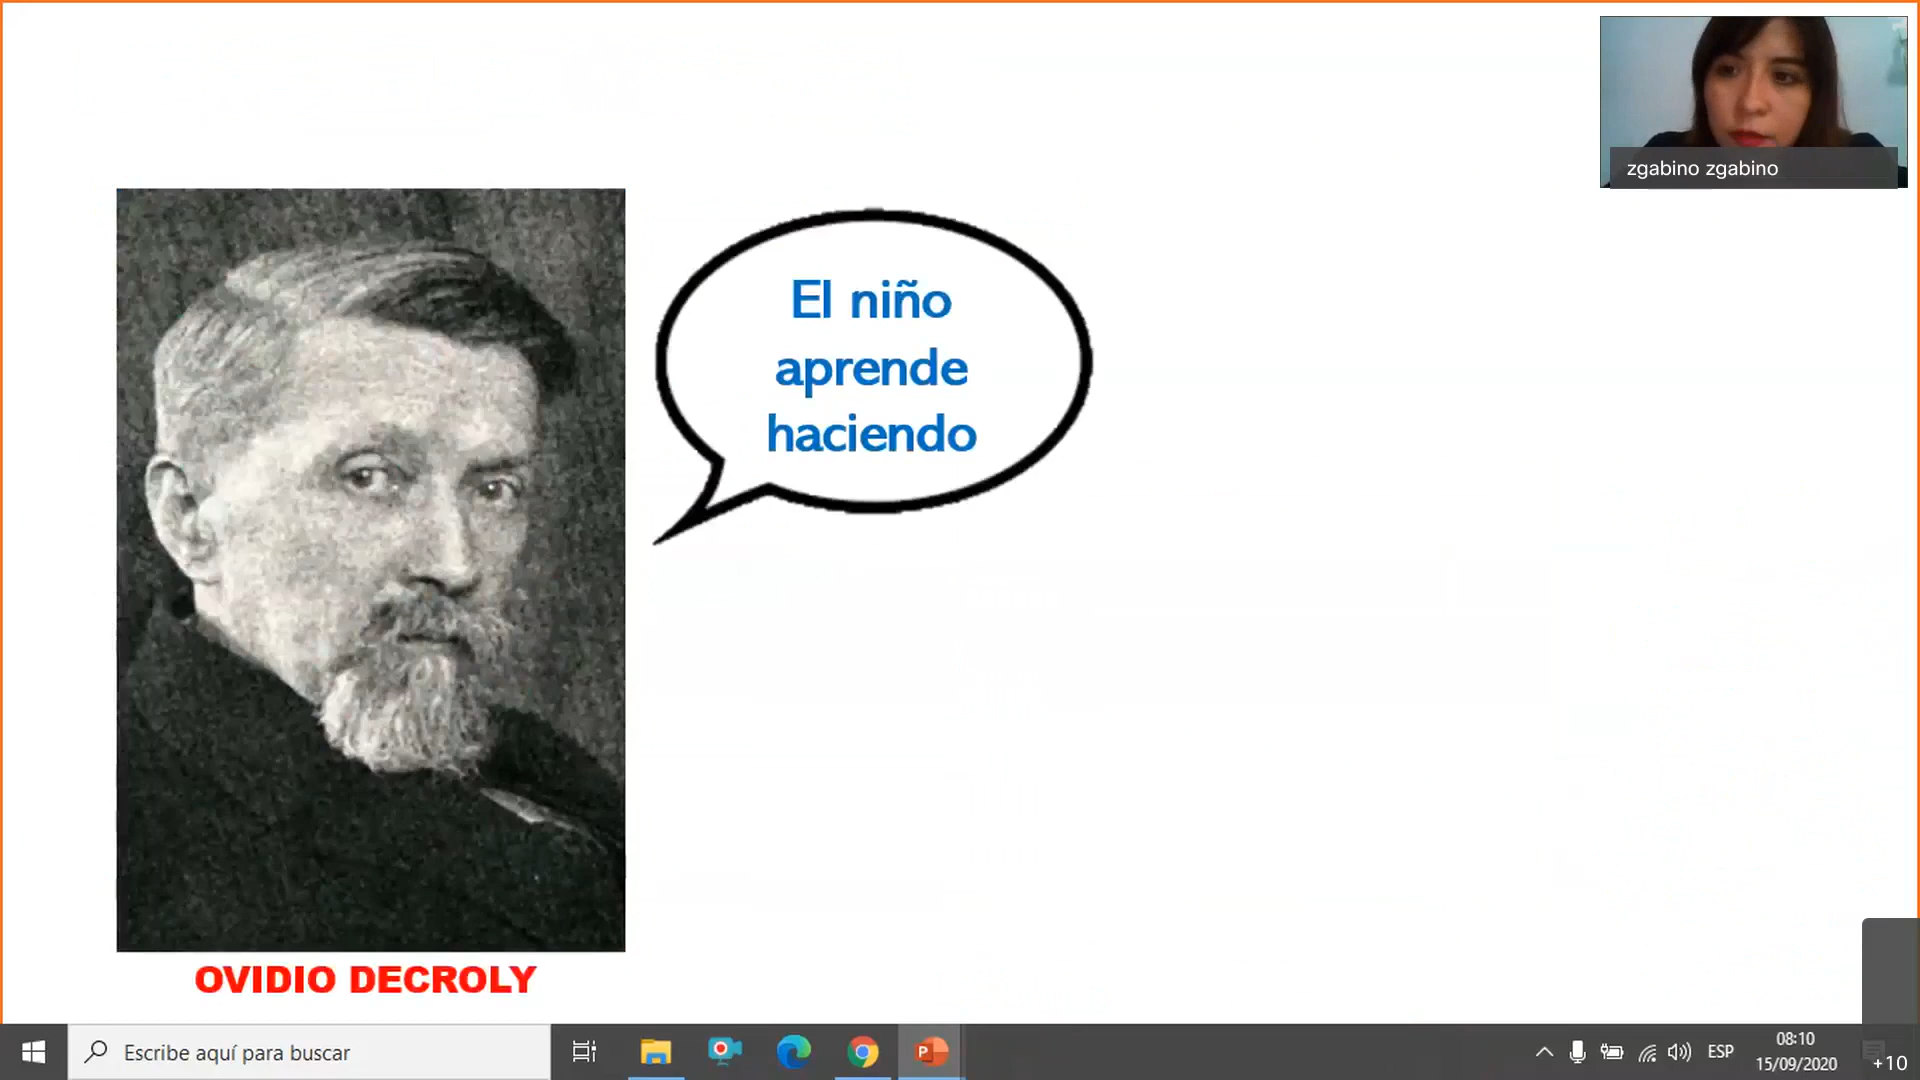 zgabino zgabino
El niño
aprende
haciendo
OVIDIO DECROLY
Escribe aquí para buscar
ESP
08:10
15/09/2020
+10